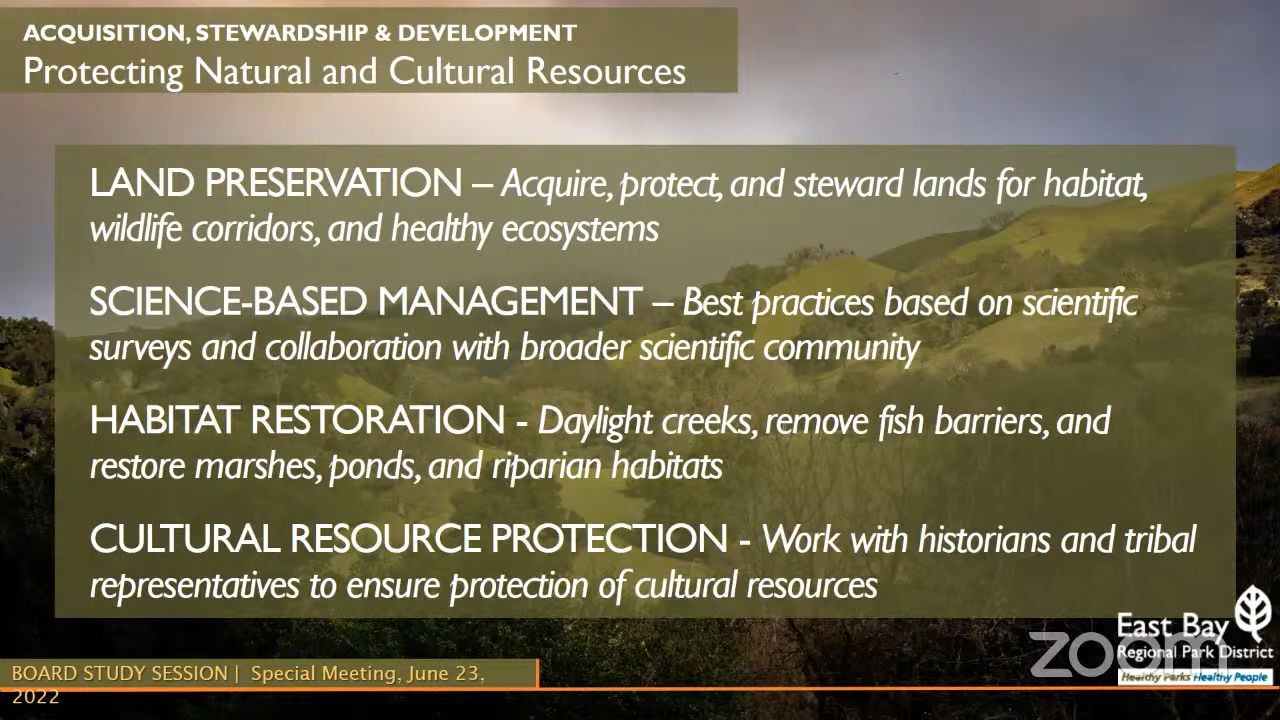 ACQUISITION, STEWARDSHIP & DEVELOPMENT
Protecting Natural and Cultural Resources
LAND PRESERVATION – Acquire, protect, and steward lands for habitat,
wildlife corridors, and healthy ecosystems
SCIENCE-BASED MANAGEMENT – Best practices based on scientific
surveys and collaboration with broader scientific community
HABITAT RESTORATION - Daylight creeks, remove fish barriers, and
restore marshes, ponds, and riparian habitats
CULTURAL RESOURCE PROTECTION - Work with historians and tribal
representatives to ensure protection of cultural resources
East Bay
Regional Park District
Healthy Parks Healthy People
zoom
BOARD STUDY SESSION | Special Meeting, June 23,
2022